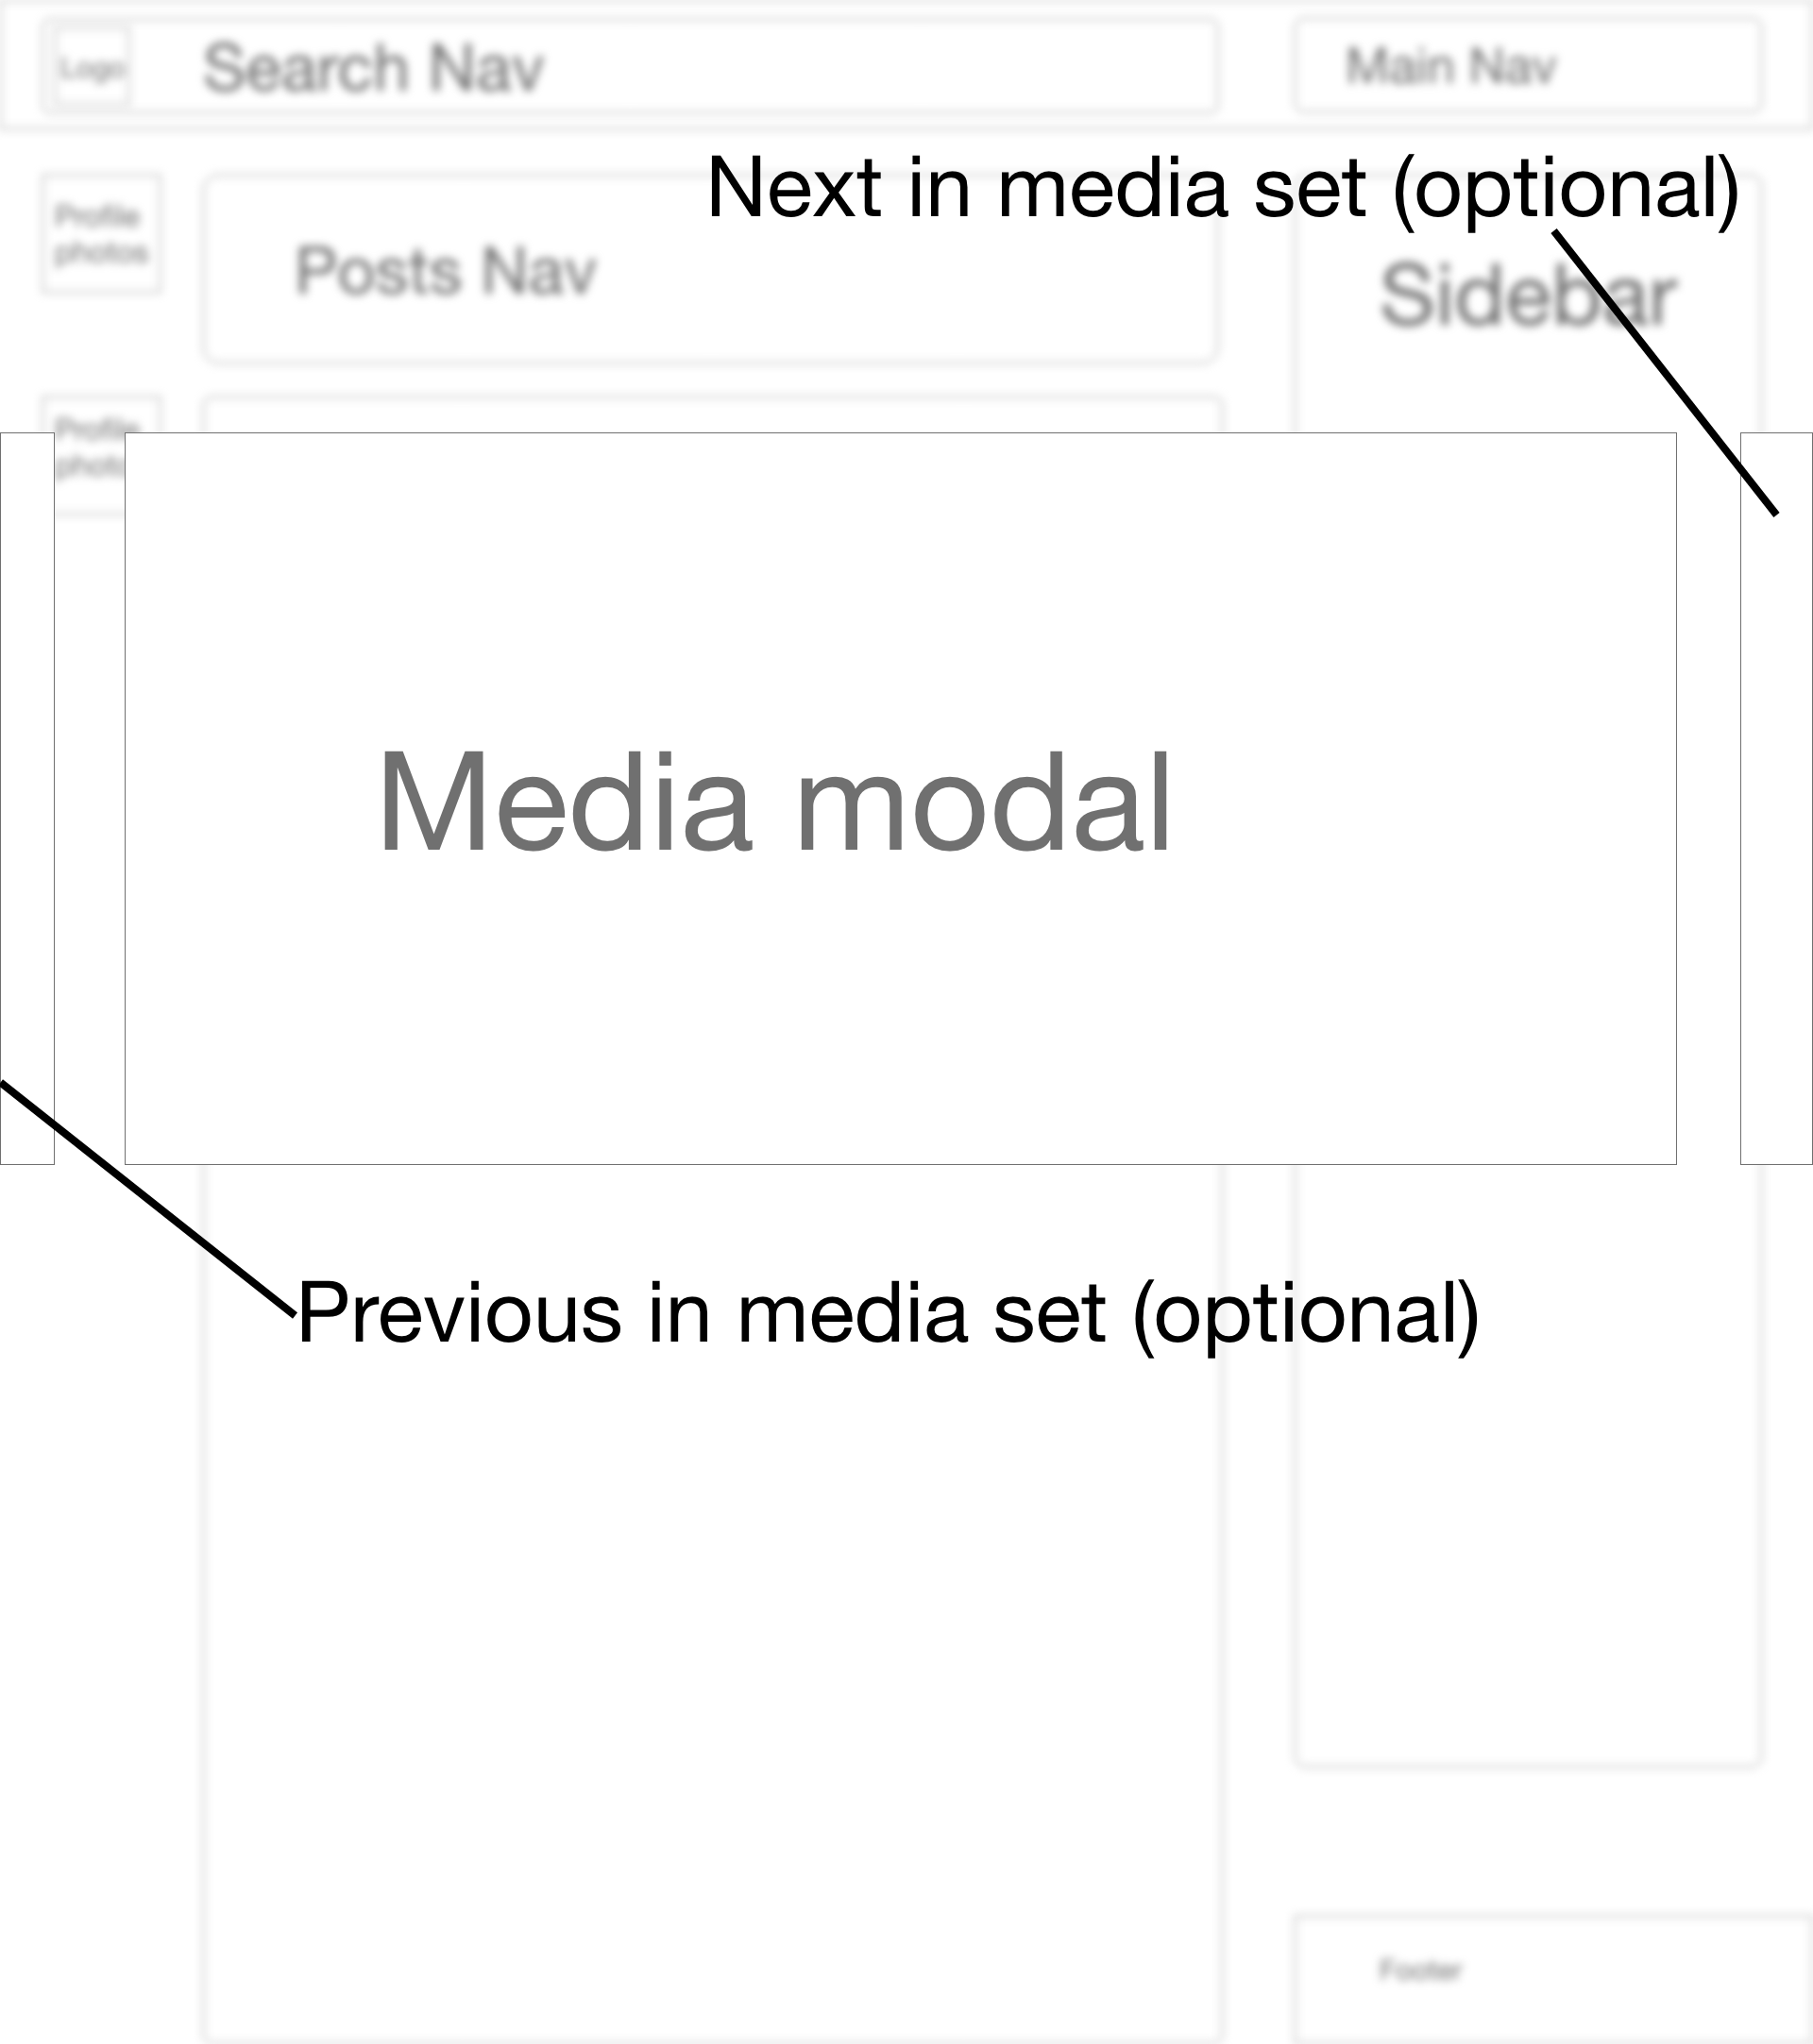 Logo
Search Nav
Main Nav
Next in media set (optional)
Profile
photos
Posts Nav
Sidebar
Profile
Media modal
Previous in media set (optional)
Footer